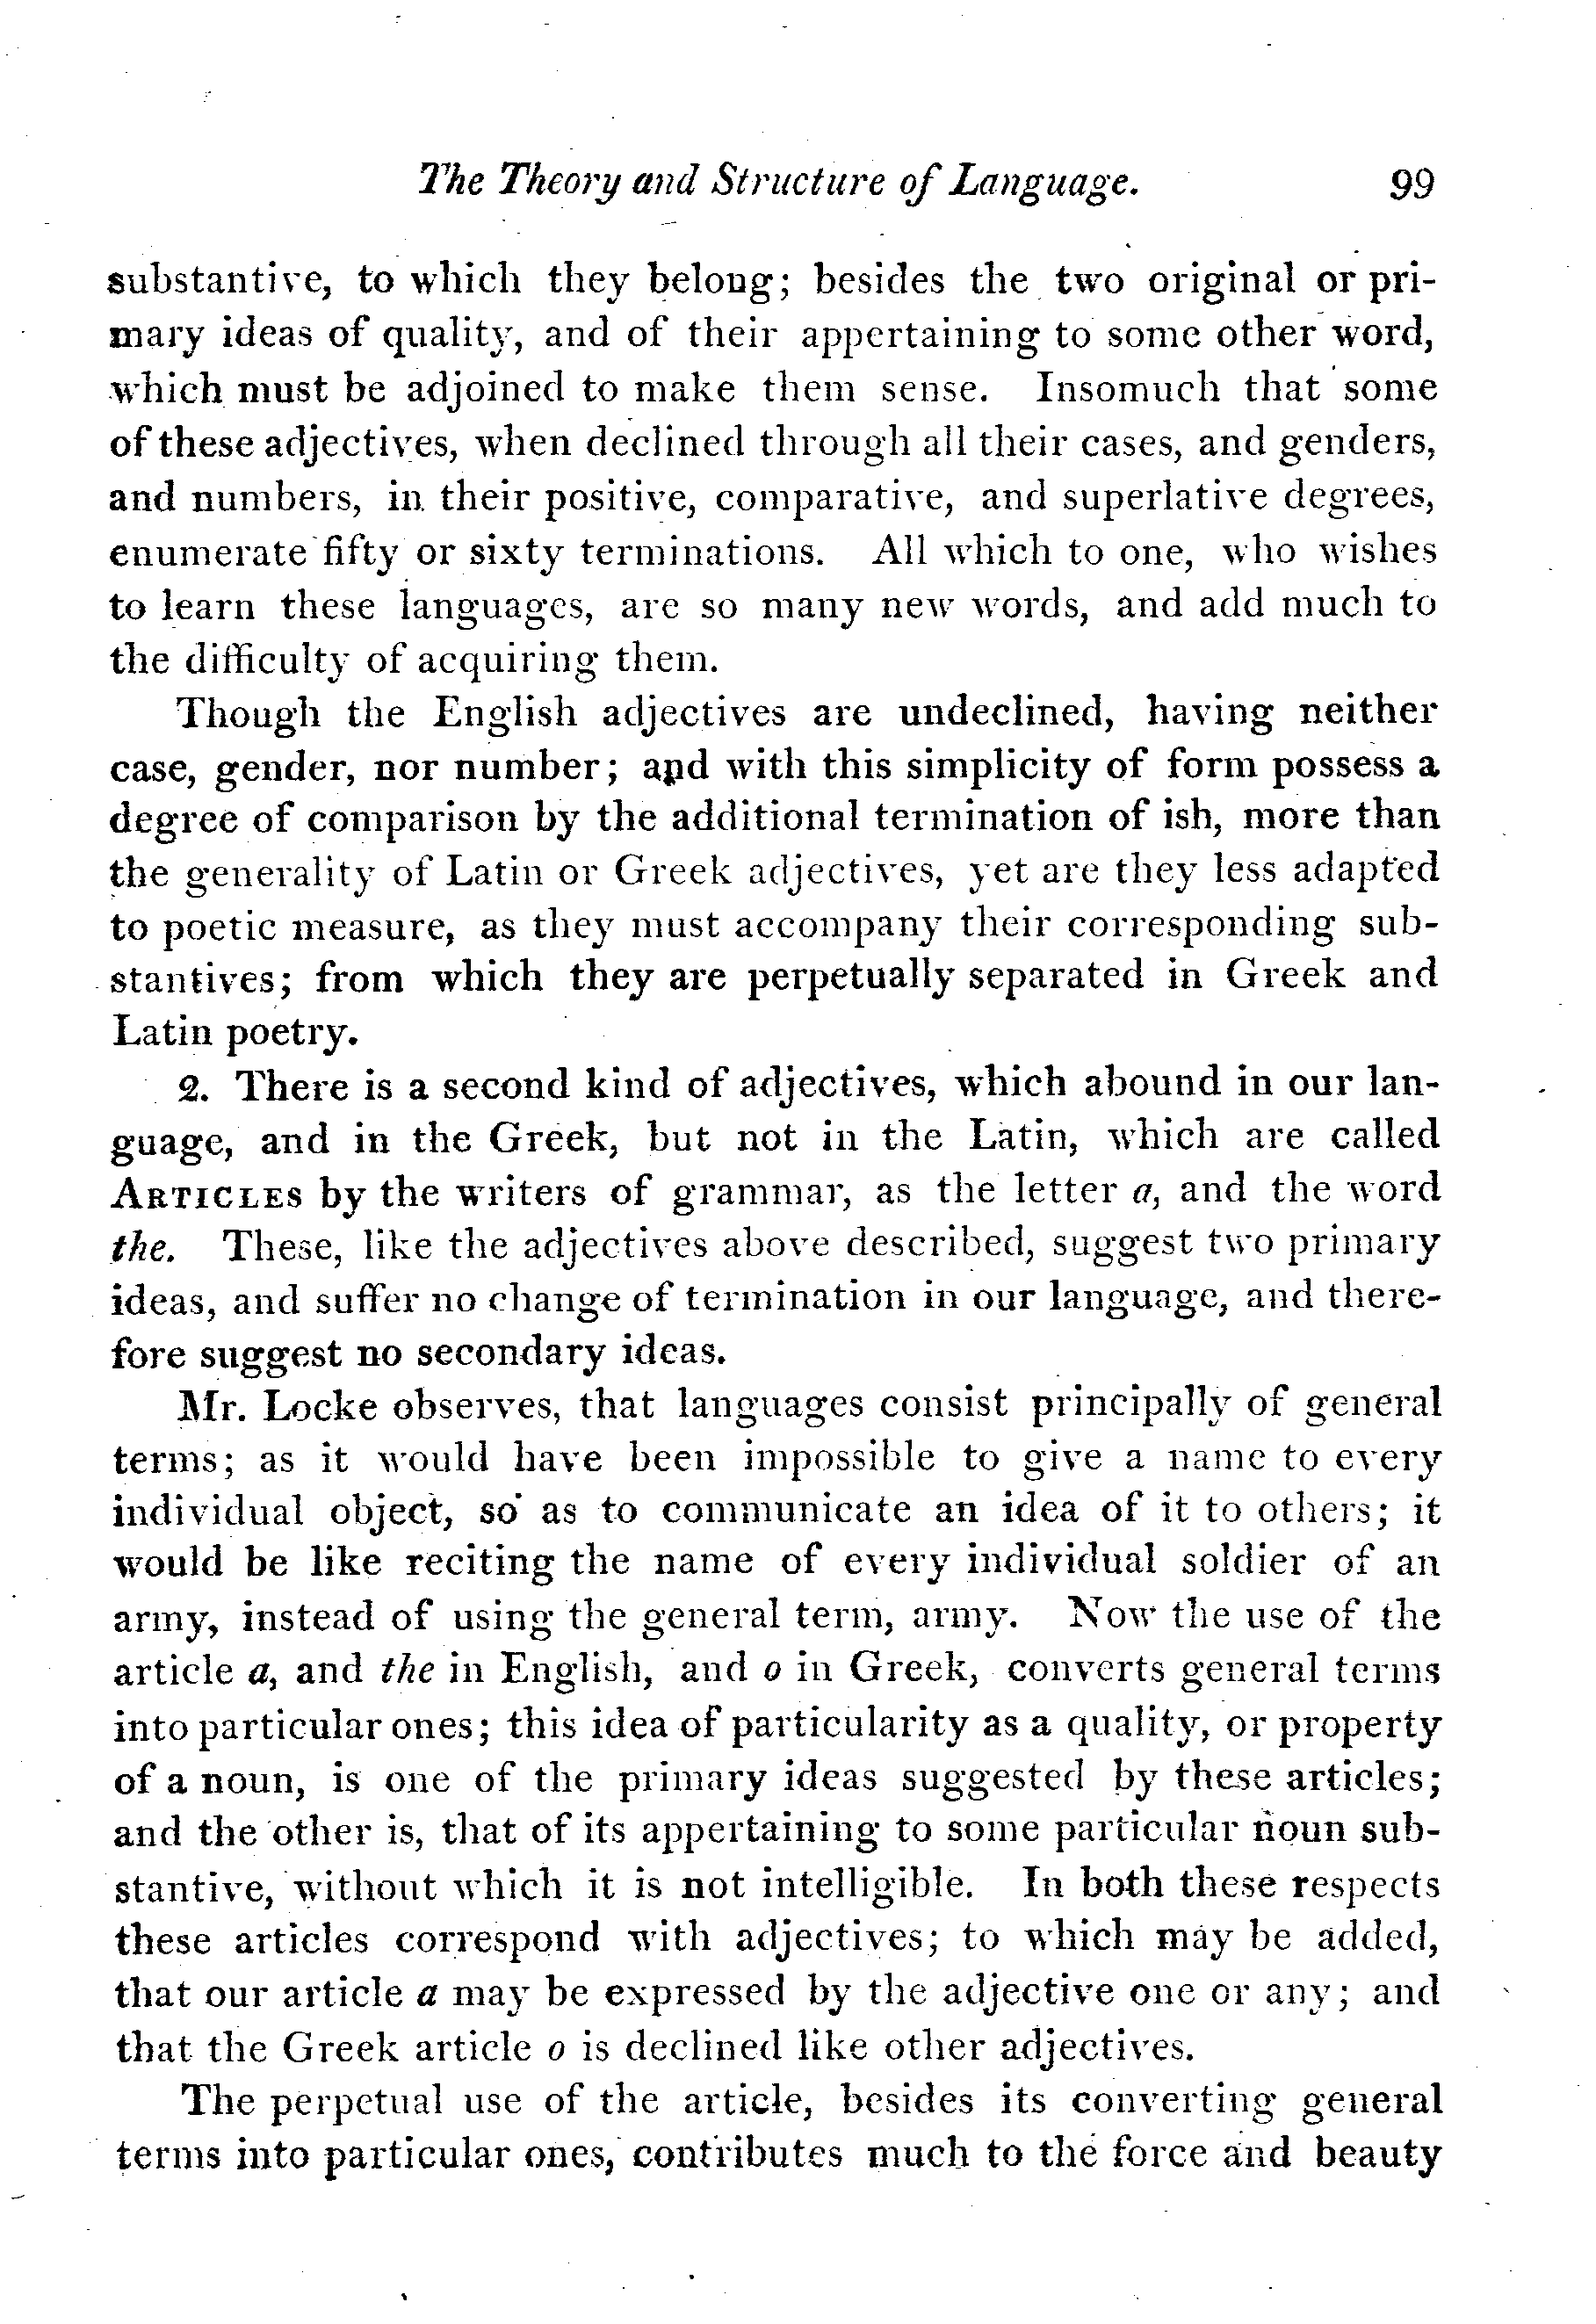 The Theory and Structure of Language. 99
substantive, to which they belong; besides the two original or pri-
mary ideas of quality, and of their appertaining to some other word,
which must be adjoined to make them sense. Insomuch that some
of these adjectives, when declined through all their cases, and genders,
and numbers, in their positive, comparative, and superlative degrees,
enumerate fifty or sixty terminations. All which to one, who wishes
to learn these languages, are so many new words, and add much to
the difficulty of acquiring them.
Though the English adjectives are undeclined, having neither
case, gender, nor number; and with this simplicity of form possess a
degree of comparison by the additional termination of ish, more than
the generality of Latin or Greek adjectives, yet are they less adapted
to poetic measure, as they must accompany their corresponding sub-
stantives; from which they are perpetually separated in Greek and
Latin poetry.
2. There is a second kind of adjectives, which abound in our lan-
guage, and in the Greek, but not in the Latin, which are called
ARTICLES by the writers of grammar, as the letter a, and the word
the. These, like the adjectives above described, suggest two primary
ideas, and suffer no change of termination in our language, and there-
fore suggest no secondary ideas.
Mr. Locke observes, that languages consist principally of general
terms; as it would have been impossible to give a name to every
individual object, so as to communicate an idea of it to others; it
would be like reciting the name of every individual soldier of an
army, instead of using the general term, army. Now the use of the
article a, and the in English, and o in Greek, converts general terms
into particular ones; this idea of particularity as a quality, or property
of a noun, is one of the primary ideas suggested by these articles;
and the other is, that of its appertaining to some particular noun sub-
stantive, without which it is not intelligible. In both these respects
these articles correspond with adjectives; to which may be added,
that our article a may be expressed by the adjective one or any; and
that the Greek article o is declined like other adjectives.
The perpetual use of the article, besides its converting general
terms into particular ones, contributes much to the force and beauty